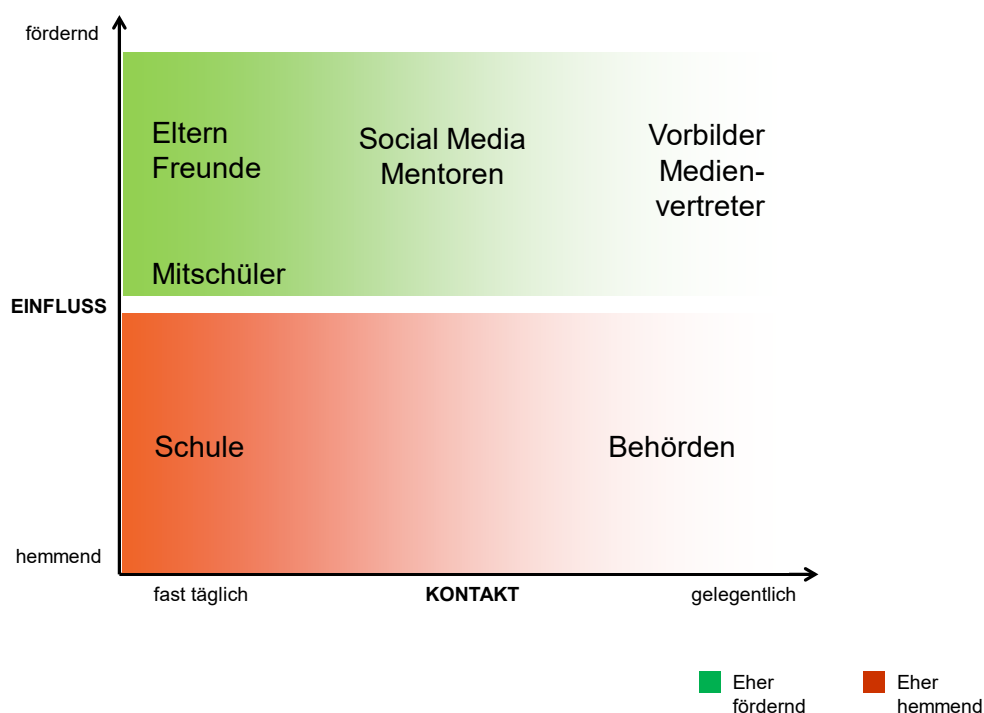 fördernd
Eltern
Freunde
Social Media
Mentoren
Vorbilder
Medien-
vertreter
Mitschüler
EINFLUSS
Schule
Behörden
hemmend
fast täglich
KONTAKT
gelegentlich
Eher
fördernd
Eher
hemmend